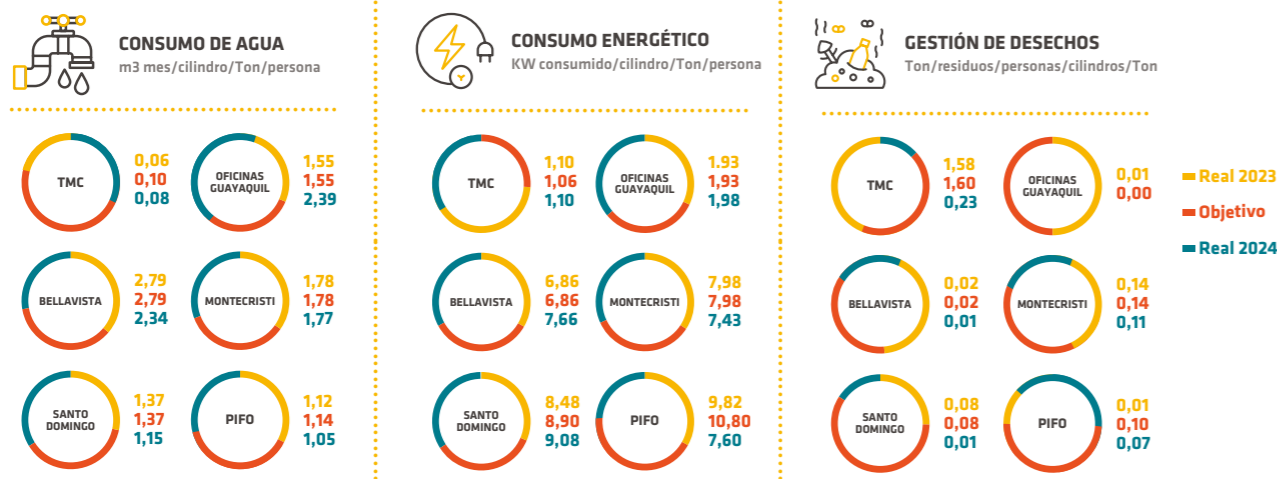 CONSUMO DE AGUA
m3 mes/cilindro/Ton/persona
TMC
0,06
0,10
0,08
OFICINAS
GUAYAQUIL
1,55
1,55
2,39
BELLAVISTA
2,79
2,79
2,34
MONTECRISTI
1,78
1,78
1,77
SANTO
DOMINGO
1,37
1,37
1,15
PIFO
1,12
1,14
1,05
CONSUMO ENERGÉTICO
KW consumido/cilindro/Ton/persona
TMC
1,10
1,06
1,10
OFICINAS
GUAYAQUIL
1.93
1,93
1,98
BELLAVISTA
6,86
6,86
7,66
MONTECRISTI
7,98
7,98
7,43
SANTO
DOMINGO
8,48
8,90
9,08
PIFO
9,82
10,80
7,60
GESTIÓN DE DESECHOS
Ton/residuos/personas/cilindros/Ton
TMC
1,58
1,60
0,23
OFICINAS
GUAYAQUIL
0,01
0,00
BELLAVISTA
0,02
0,02
0,01
MONTECRISTI
0,14
0,14
0,11
SANTO
DOMINGO
0,08
0,08
0,01
PIFO
0,01
0,10
0,07
Real 2023
Objetivo
Real 2024